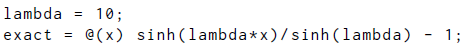 lambda = 10;
exact = @(x) sinh(lambda*x)/sinh(lambda) - 1;